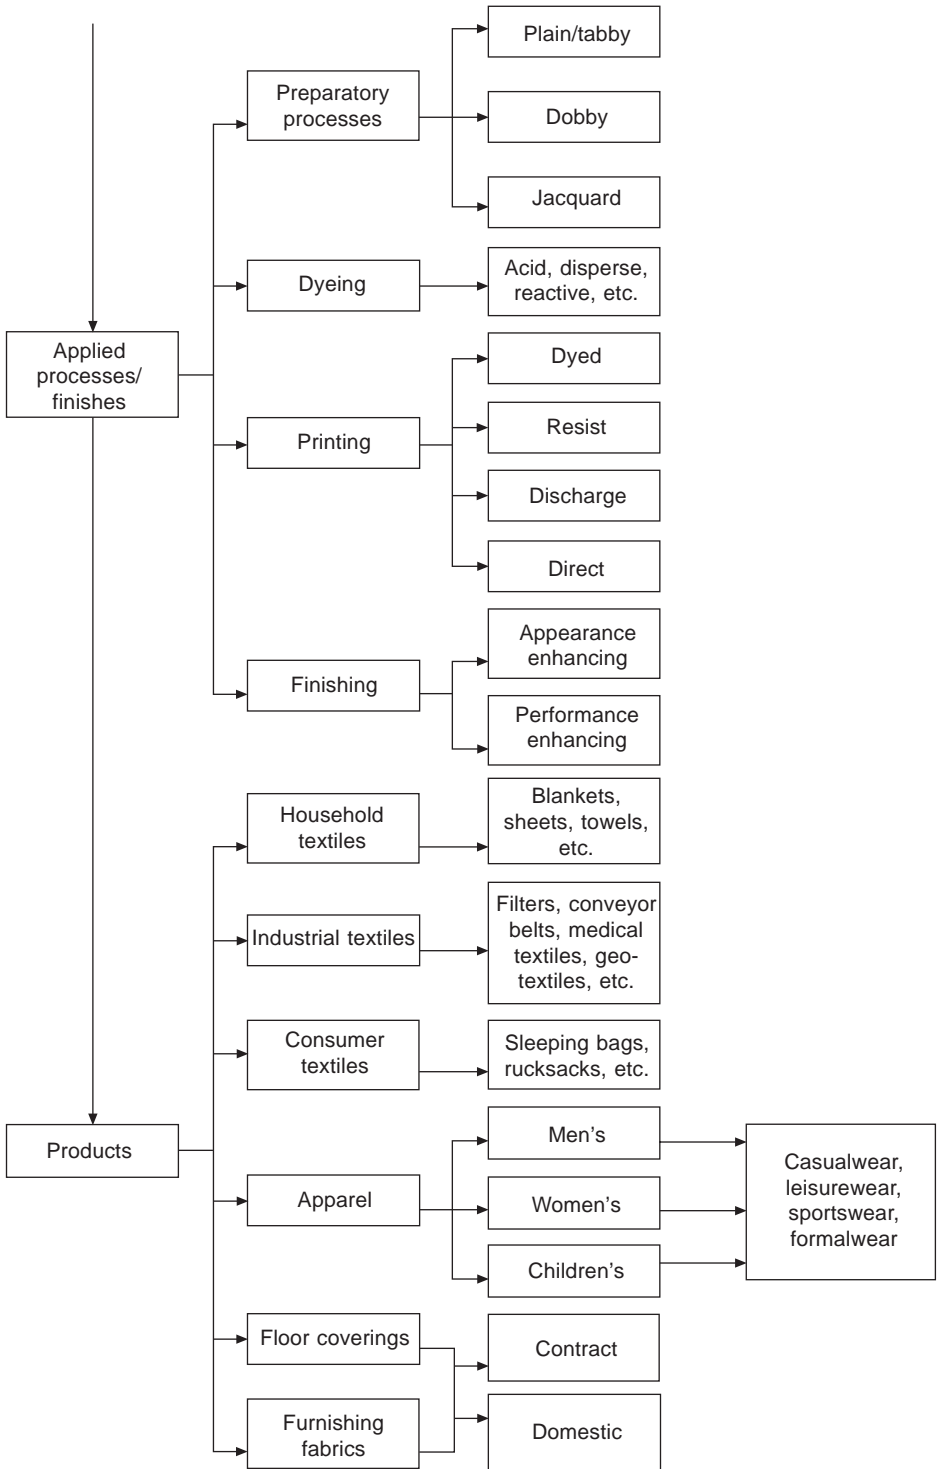 Plain/tabby
Preparatory
processes
Dobby
Jacquard
Dyeing
Acid, disperse,
reactive, etc.
Applied
processes/
finishes
Dyed
Printing
Resist
Discharge
Direct
Appearance
enhancing
Finishing
Performance
enhancing
Household
textiles
Blankets,
sheets, towels,
etc.
Industrial textiles
Filters, conveyor
belts, medical
textiles, geo-
textiles, etc.
Consumer
textiles
Sleeping bags,
rucksacks, etc.
Products
Men’s
Apparel
Women’s
Children’s
Casualwear,
leisurewear,
sportswear,
formalwear
Floor coverings
Contract
Furnishing
fabrics
Domestic